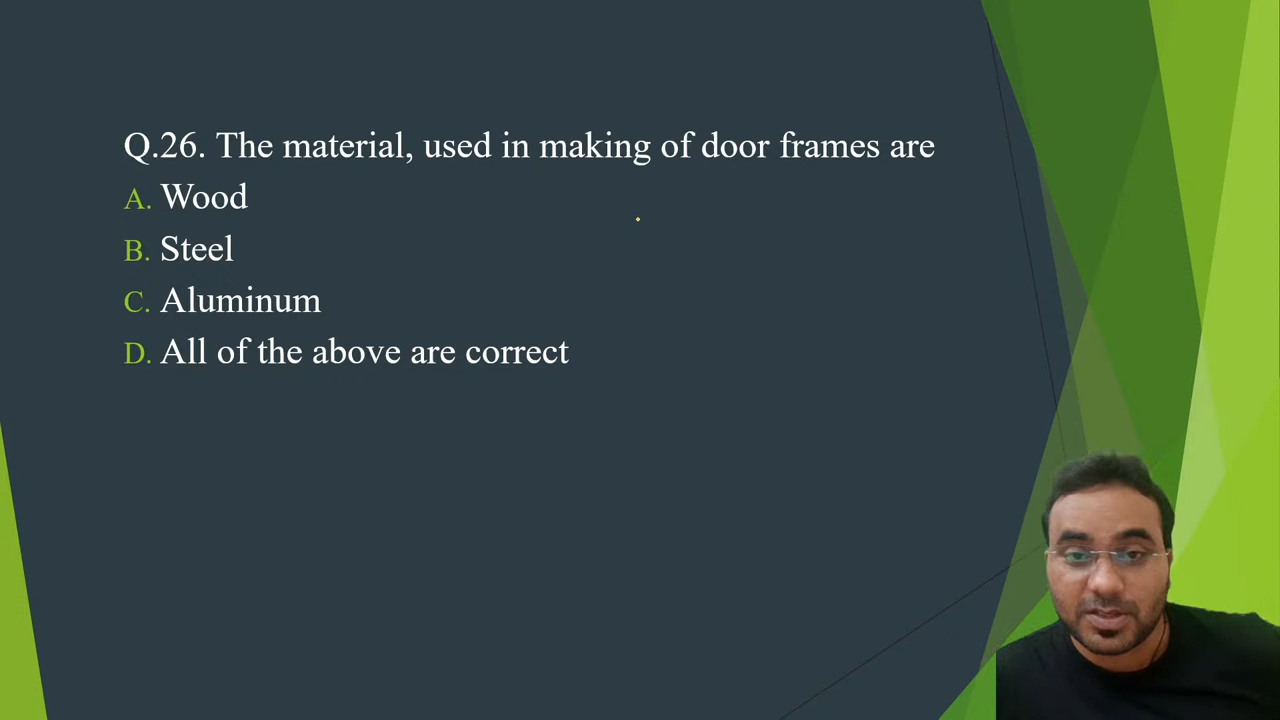 Q.26. The material, used in making of door frames are
A. Wood
B. Steel
C. Aluminum
D. All of the above are correct